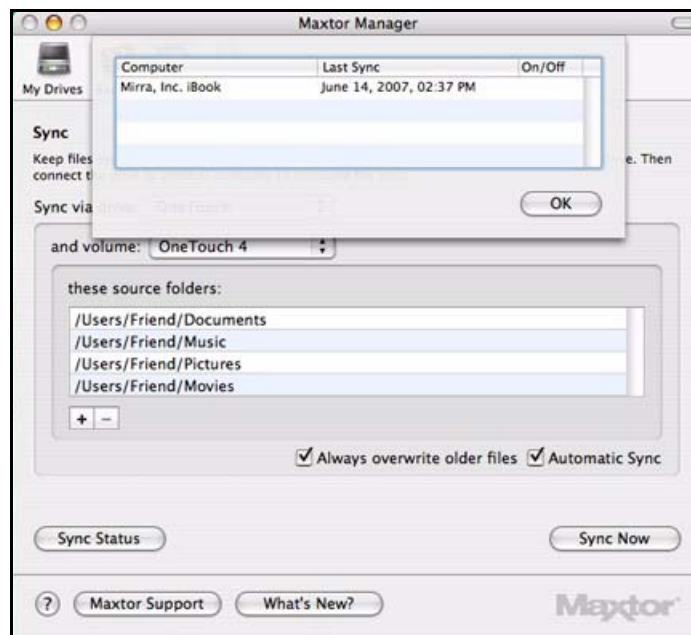 Maxtor Manager
My Drives
Computer Last Sync On/Off
Mirra, Inc. iBook June 14, 2007, 02:37 PM
OK
Sync
Keep files
e. Then
connect th
Sync via
and volume: OneTouch 4
these source folders:
/Users/Friend/Documents
/Users/Friend/Music
/Users/Friend/Pictures
/Users/Friend/Movies
+ −
Always overwrite older files Automatic Sync
Sync Status Sync Now
? Maxtor Support What's New? Maxtor